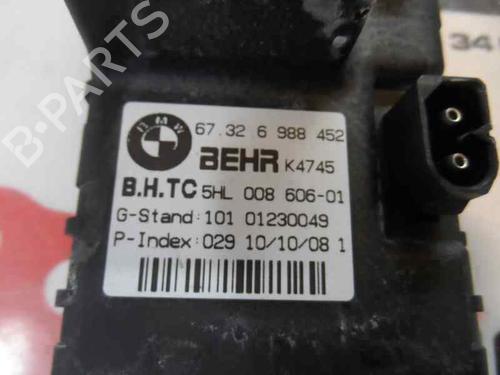 B-PARTS
34
BMW
67.32 6 988 452
BEHR K4745
B.H.TC 5HL 008 606-01
G-Stand:101 01230049
P-Index:029 10/10/08 1